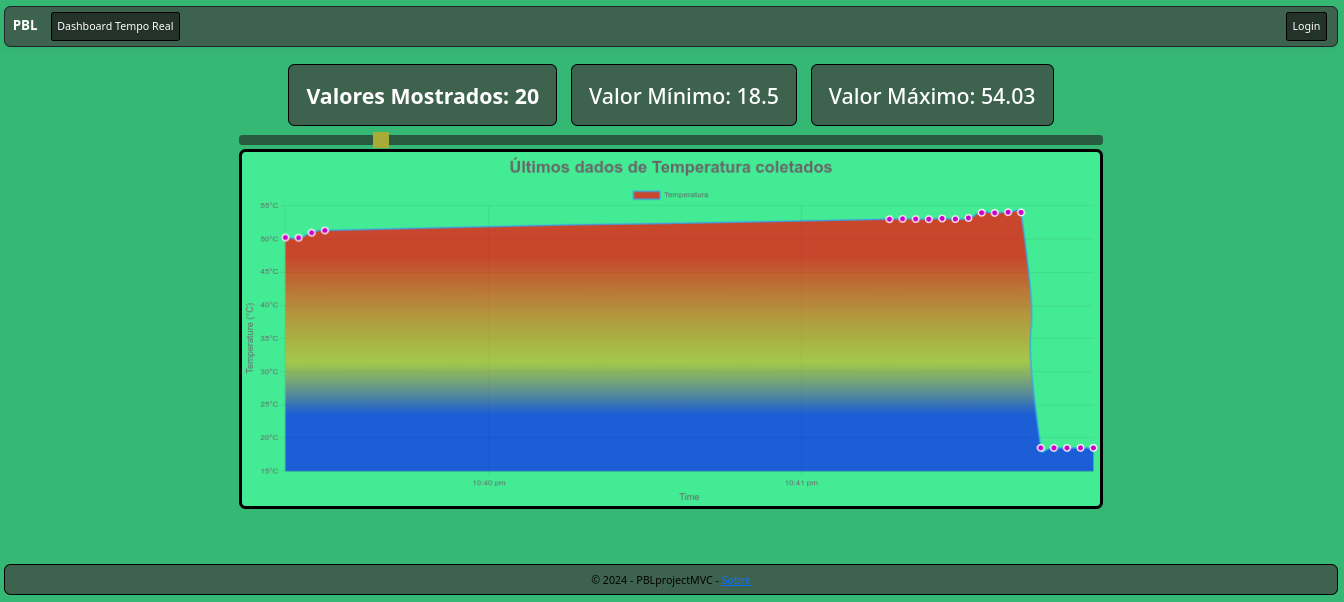 PBL Dashboard Tempo Real Login
Valores Mostrados: 20 Valor Mínimo: 18.5 Valor Máximo: 54.03
Últimos dados de Temperatura coletados
Temperatura
55°C
50°C
45°C
40°C
35°C
30°C
25°C
20°C
15°C
Temperature (°C)
10:40 pm 10:41 pm
Time
© 2024 - PBLprojectMVC - Sobre